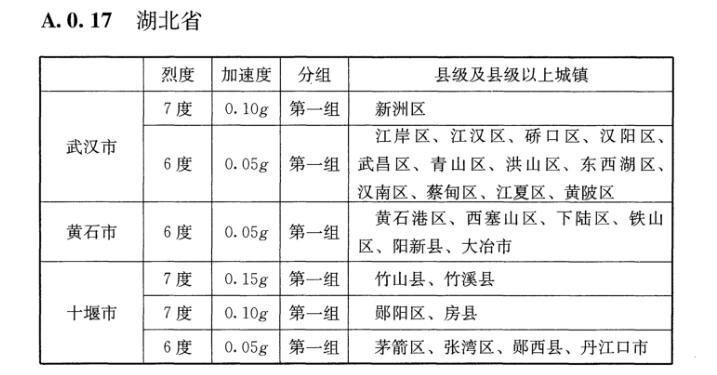 A.0.17 湖北省
烈度 加速度 分组 县级及县级以上城镇
武汉市 7度 0.10g 第一组 新洲区
6度 0.05g 第一组 江岸区、江汉区、硚口区、汉阳区、
武昌区、青山区、洪山区、东西湖区、
汉南区、蔡甸区、江夏区、黄陂区
黄石市 6度 0.05g 第一组 黄石港区、西塞山区、下陆区、铁山
区、阳新县、大冶市
十堰市 7度 0.15g 第一组 竹山县、竹溪县
7度 0.10g 第一组 郧阳区、房县
6度 0.05g 第一组 茅箭区、张湾区、郧西县、丹江口市